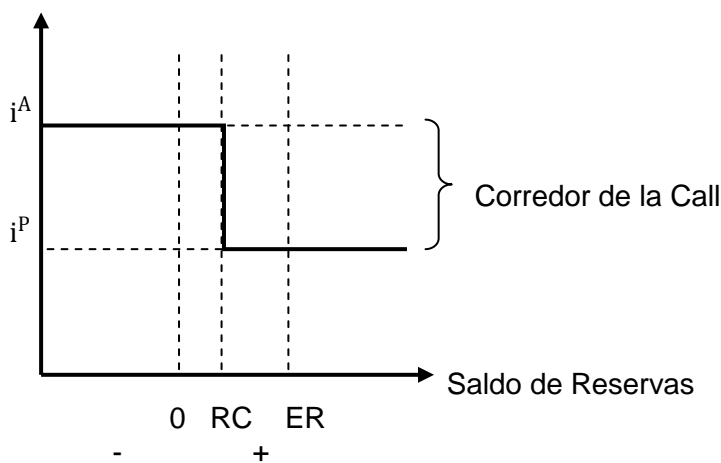 i^A
Corredor de la Call
i^P
Saldo de Reservas
0 RC ER
- +